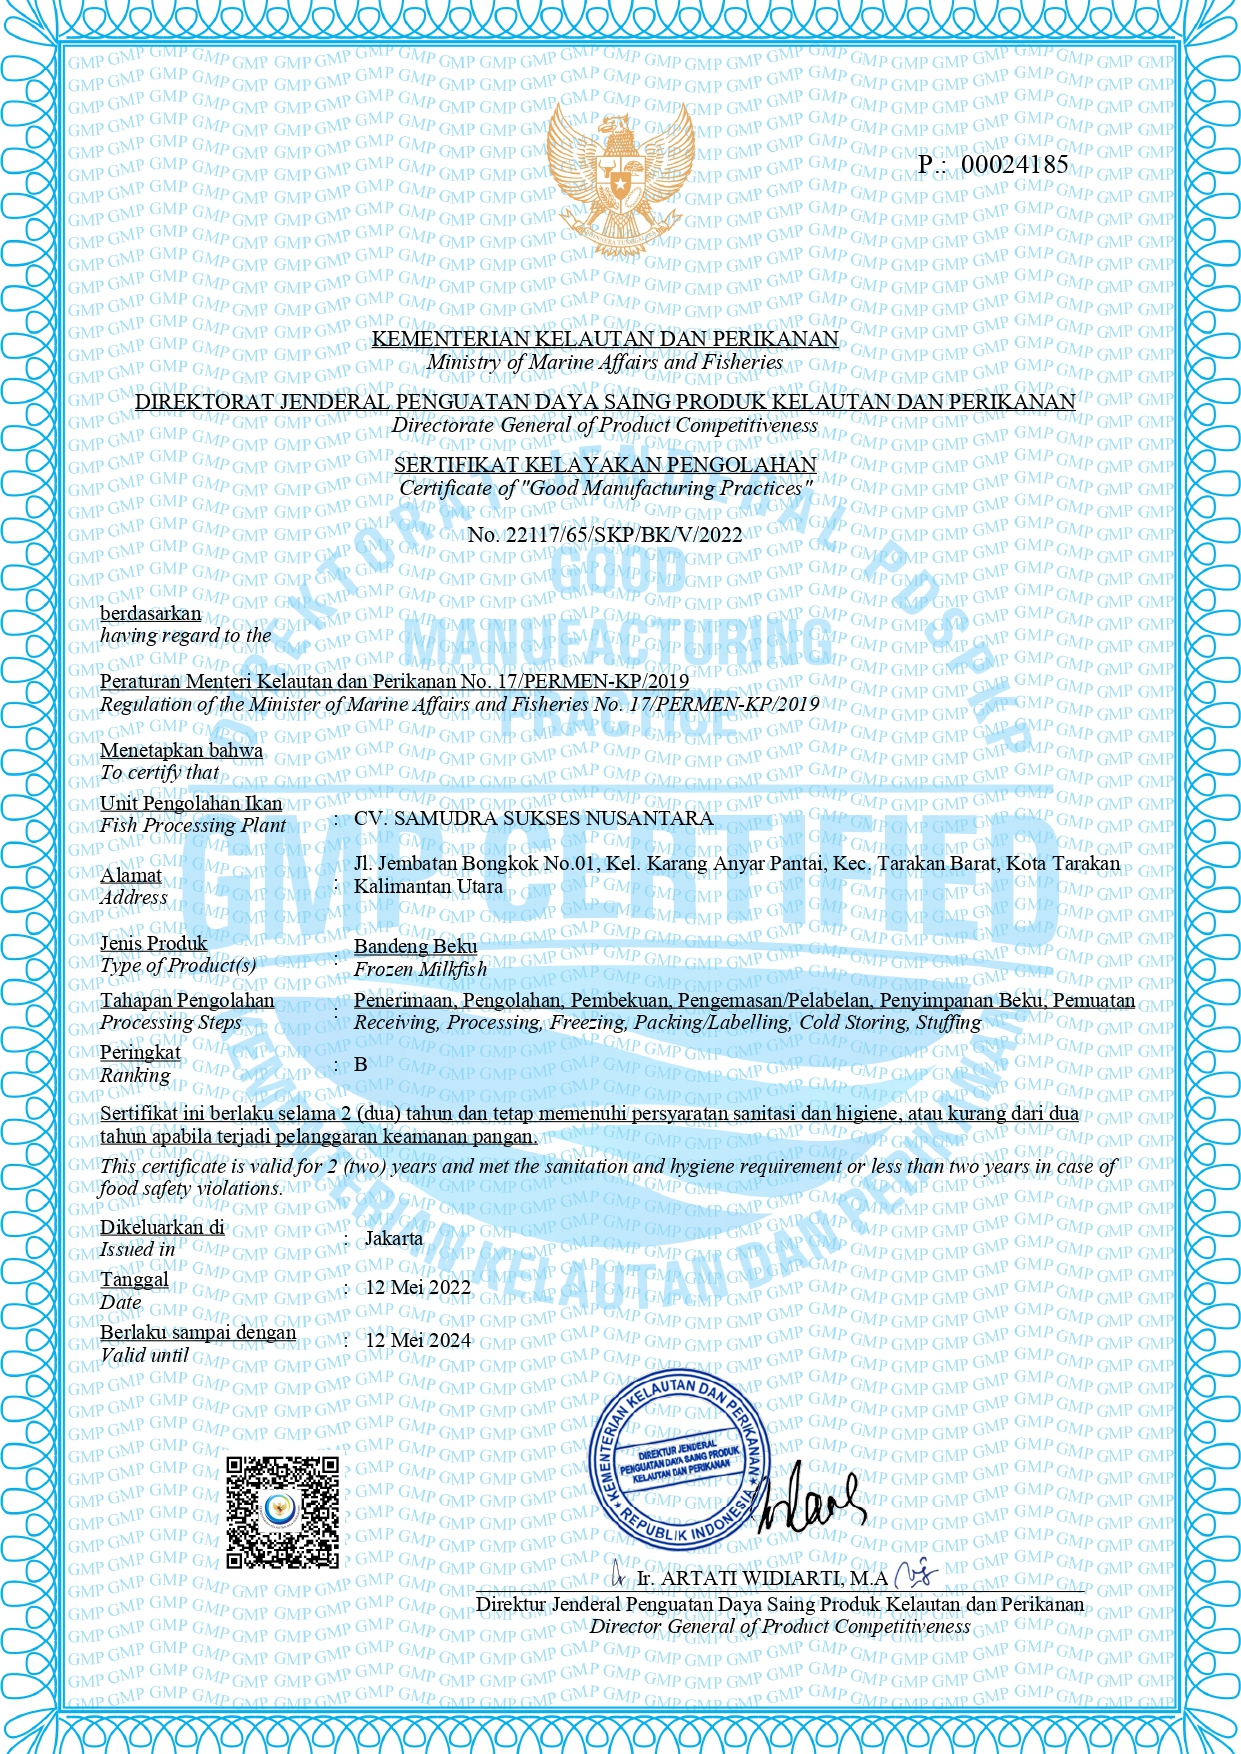 P.: 00024185
KEMENTERIAN KELAUTAN DAN PERIKANAN
Ministry of Marine Affairs and Fisheries
DIREKTORAT JENDERAL PENGUATAN DAYA SAING PRODUK KELAUTAN DAN PERIKANAN
Directorate General of Product Competitiveness
SERTIFIKAT KELAYAKAN PENGOLAHAN
Certificate of "Good Manufacturing Practices"
No. 22117/65/SKP/BK/V/2022
DIREKTORAT JENDERAL PDSPKP
GOOD
MANUFACTURING
PRACTICE
GMP CERTIFIED
KEMENTERIAN KELAUTAN DAN PERIKANAN
berdasarkan
having regard to the
Peraturan Menteri Kelautan dan Perikanan No. 17/PERMEN-KP/2019
Regulation of the Minister of Marine Affairs and Fisheries No. 17/PERMEN-KP/2019
Menetapkan bahwa
To certify that
Unit Pengolahan Ikan
Fish Processing Plant
: CV. SAMUDRA SUKSES NUSANTARA
Alamat
Address
: Jl. Jembatan Bongkok No.01, Kel. Karang Anyar Pantai, Kec. Tarakan Barat, Kota Tarakan
Kalimantan Utara
Jenis Produk
Type of Product(s)
: Bandeng Beku
Frozen Milkfish
Tahapan Pengolahan
Processing Steps
: Penerimaan, Pengolahan, Pembekuan, Pengemasan/Pelabelan, Penyimpanan Beku, Pemuatan
Receiving, Processing, Freezing, Packing/Labelling, Cold Storing, Stuffing
Peringkat
Ranking
: B
Sertifikat ini berlaku selama 2 (dua) tahun dan tetap memenuhi persyaratan sanitasi dan higiene, atau kurang dari dua
tahun apabila terjadi pelanggaran keamanan pangan.
This certificate is valid for 2 (two) years and met the sanitation and hygiene requirement or less than two years in case of
food safety violations.
Dikeluarkan di
Issued in
: Jakarta
Tanggal
Date
: 12 Mei 2022
Berlaku sampai dengan
Valid until
: 12 Mei 2024
KEMENTERIAN KELAUTAN DAN PERIKANAN
DIREKTUR JENDERAL
PENGUATAN DAYA SAING PRODUK
KELAUTAN DAN PERIKANAN
REPUBLIK INDONESIA
Ir. ARTATI WIDIARTI, M.A
Direktur Jenderal Penguatan Daya Saing Produk Kelautan dan Perikanan
Director General of Product Competitiveness